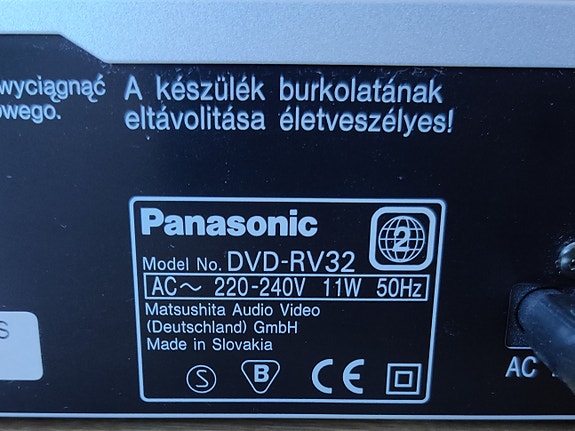 wyciągnąć
owego.
A készülék burkolatának
eltávolitása életveszélyes!
Panasonic
2
Model No. DVD-RV32
AC～ 220-240V 11W 50Hz
Matsushita Audio Video
(Deutschland) GmbH
Made in Slovakia
S B CE
S
AC